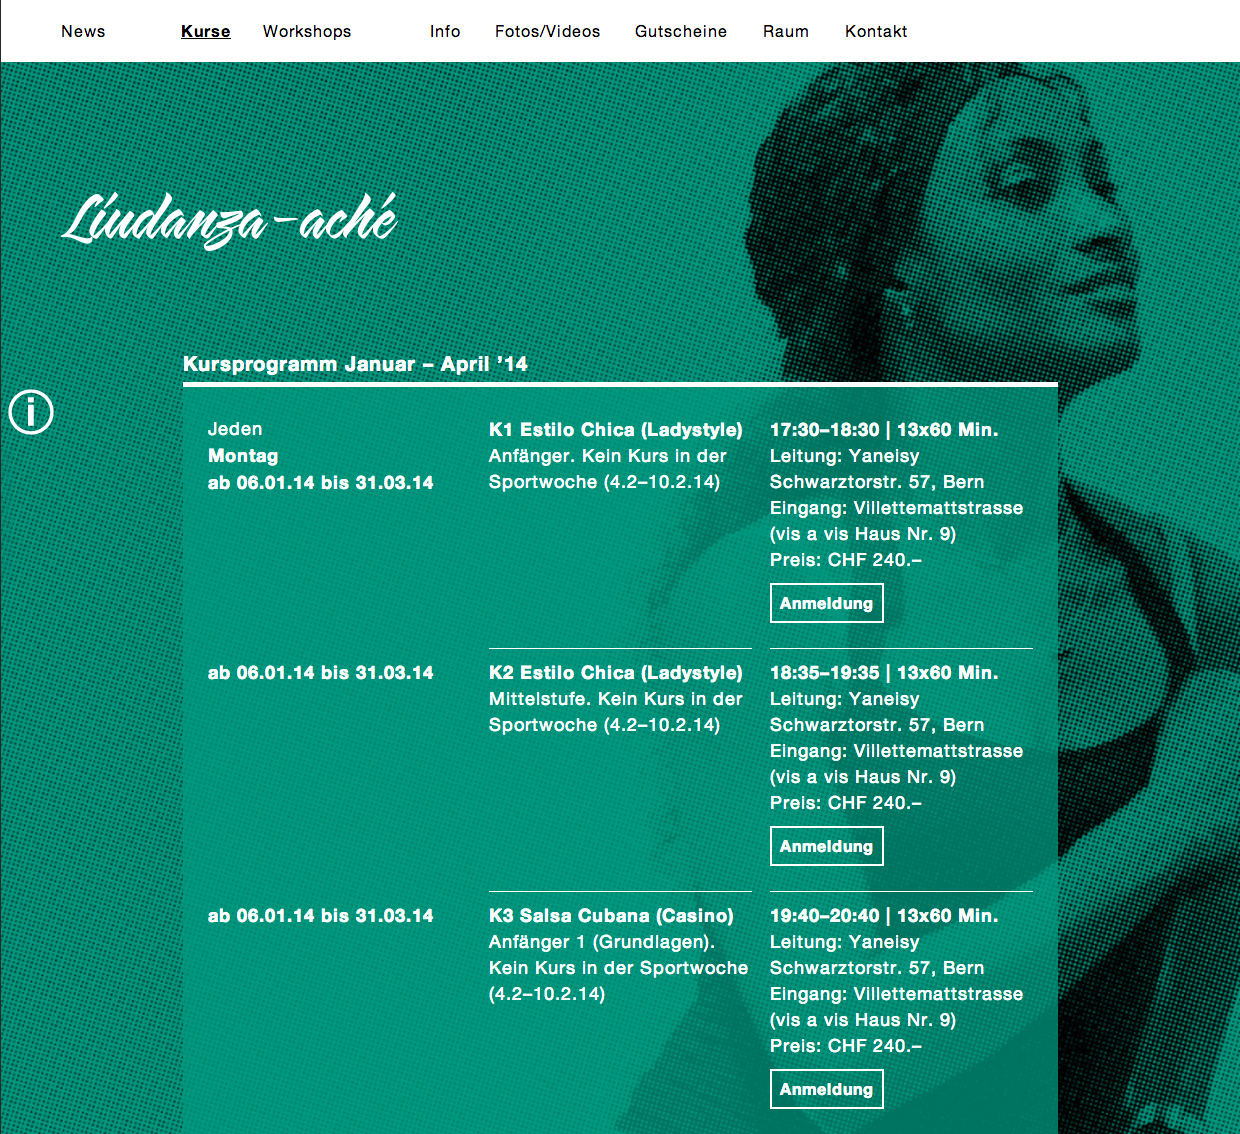 News Kurse Workshops Info Fotos/Videos Gutscheine Raum Kontakt
Líudanza-aché
Kursprogramm Januar – April ’14
i
Jeden
Montag
ab 06.01.14 bis 31.03.14
K1 Estilo Chica (Ladystyle)
Anfänger. Kein Kurs in der
Sportwoche (4.2–10.2.14)
17:30–18:30 | 13x60 Min.
Leitung: Yaneisy
Schwarztorstr. 57, Bern
Eingang: Villettemattstrasse
(vis a vis Haus Nr. 9)
Preis: CHF 240.–
Anmeldung
ab 06.01.14 bis 31.03.14
K2 Estilo Chica (Ladystyle)
Mittelstufe. Kein Kurs in der
Sportwoche (4.2–10.2.14)
18:35–19:35 | 13x60 Min.
Leitung: Yaneisy
Schwarztorstr. 57, Bern
Eingang: Villettemattstrasse
(vis a vis Haus Nr. 9)
Preis: CHF 240.–
Anmeldung
ab 06.01.14 bis 31.03.14
K3 Salsa Cubana (Casino)
Anfänger 1 (Grundlagen).
Kein Kurs in der Sportwoche
(4.2–10.2.14)
19:40–20:40 | 13x60 Min.
Leitung: Yaneisy
Schwarztorstr. 57, Bern
Eingang: Villettemattstrasse
(vis a vis Haus Nr. 9)
Preis: CHF 240.–
Anmeldung